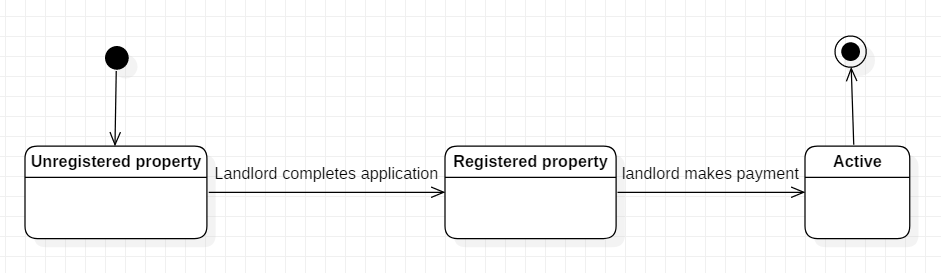 Unregistered property
Landlord completes application
Registered property
landlord makes payment
Active